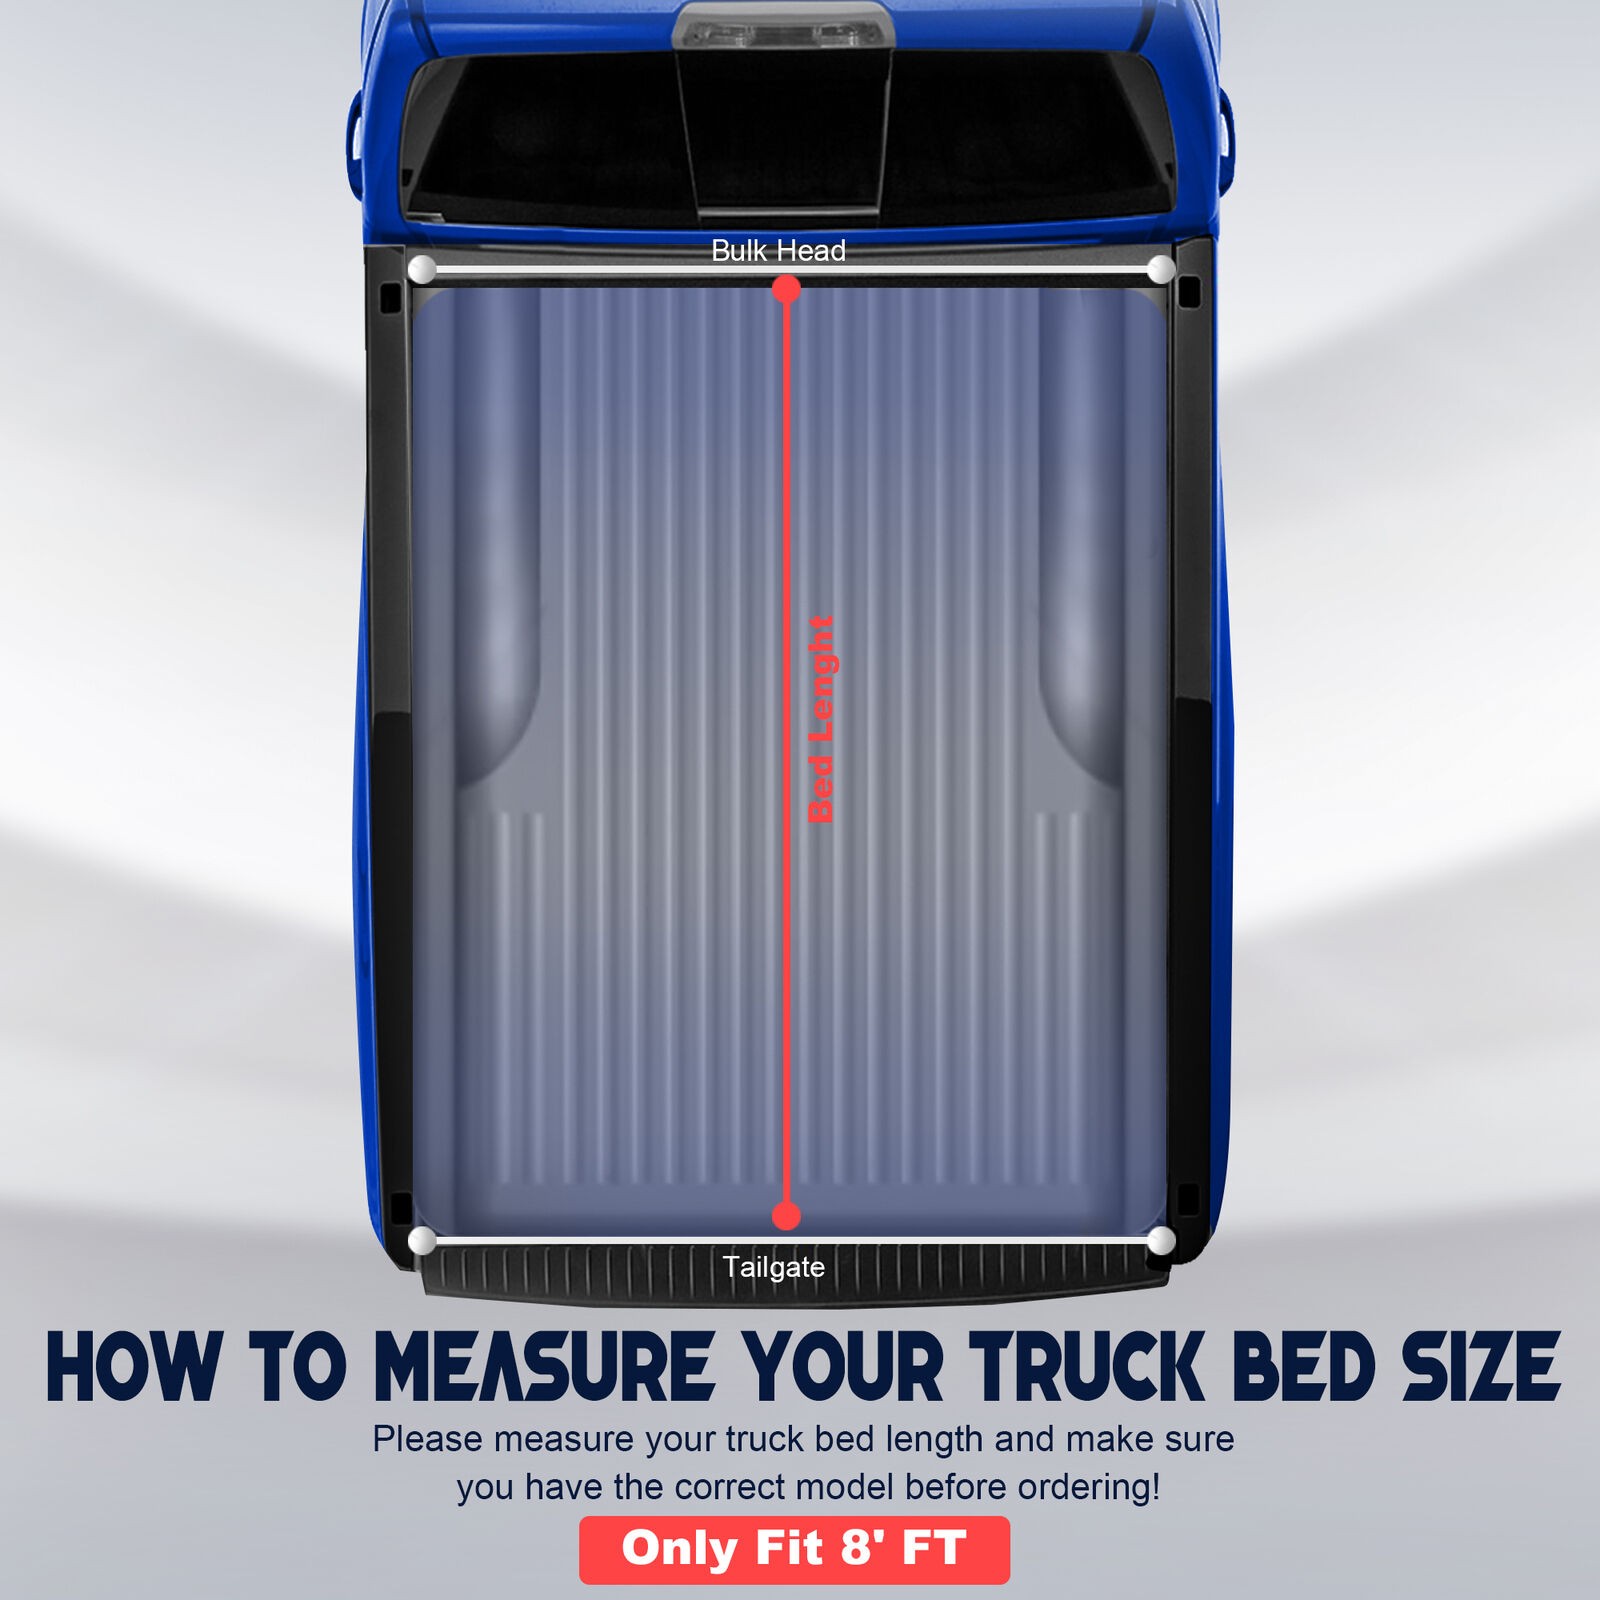 Bulk Head
Bed Lenght
Tailgate
HOW TO MEASURE YOUR TRUCK BED SIZE
Please measure your truck bed length and make sure
you have the correct model before ordering!
Only Fit 8' FT